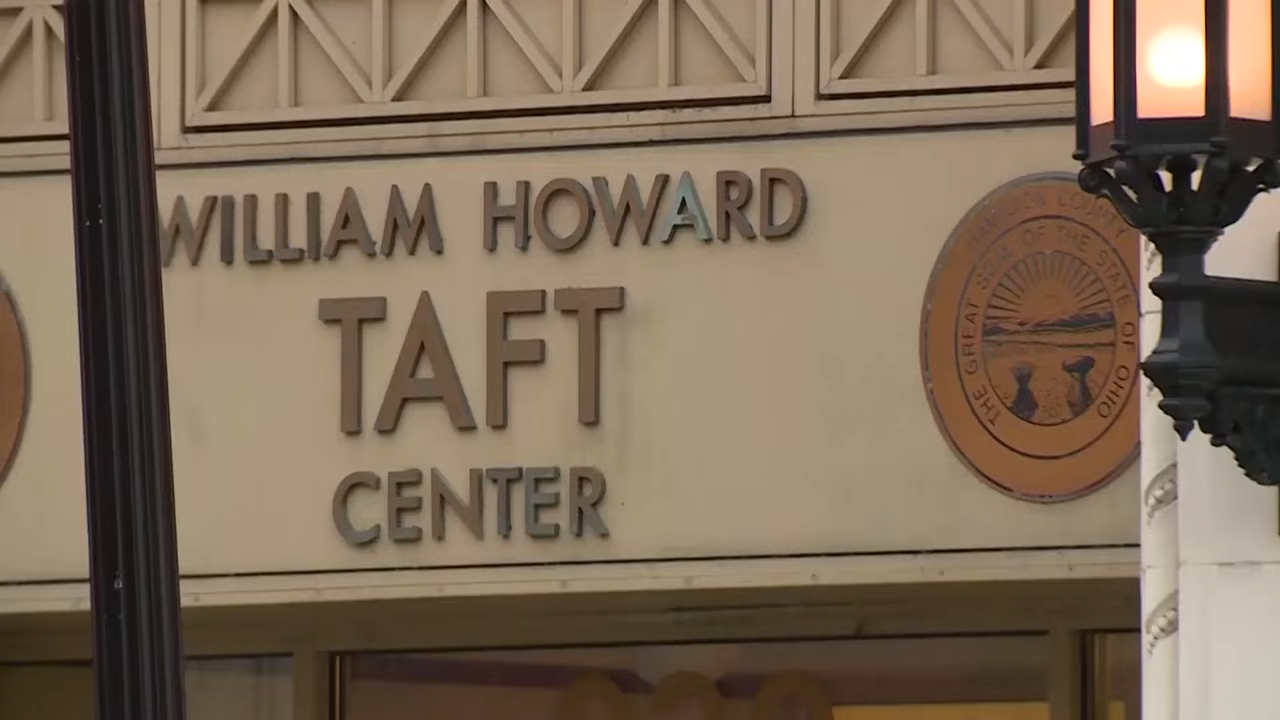 WILLIAM HOWARD
TAFT
CENTER
THE GREAT SEAL OF THE STATE OF OHIO